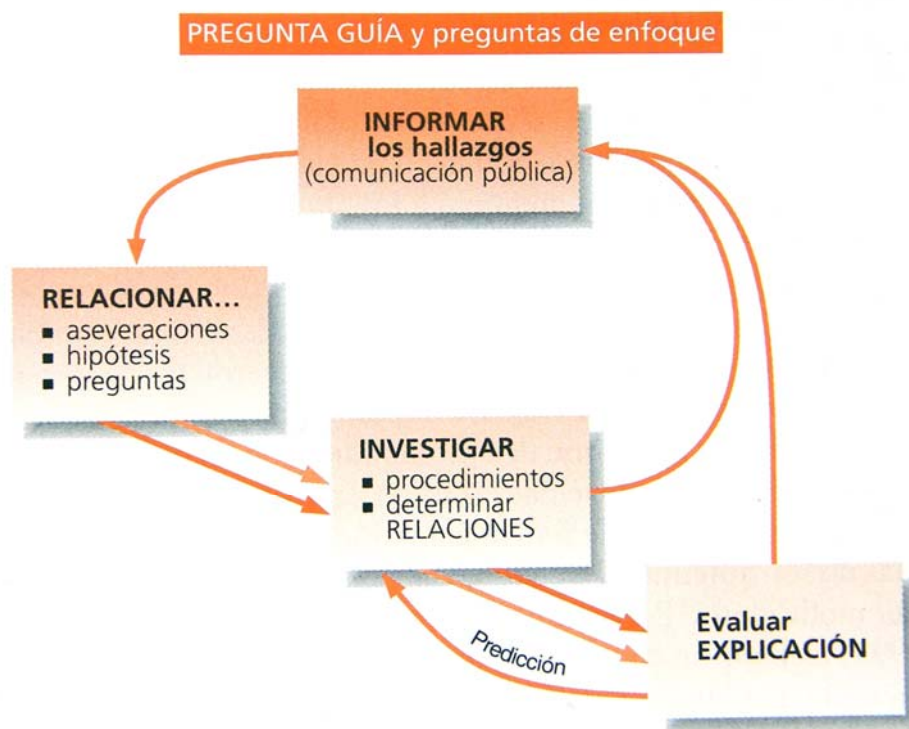 PREGUNTA GUÍA y preguntas de enfoque
INFORMAR
los hallazgos
(comunicación pública)
RELACIONAR...
▪ aseveraciones
▪ hipótesis
▪ preguntas
INVESTIGAR
▪ procedimientos
▪ determinar
RELACIONES
Evaluar
EXPLICACIÓN
Predicción